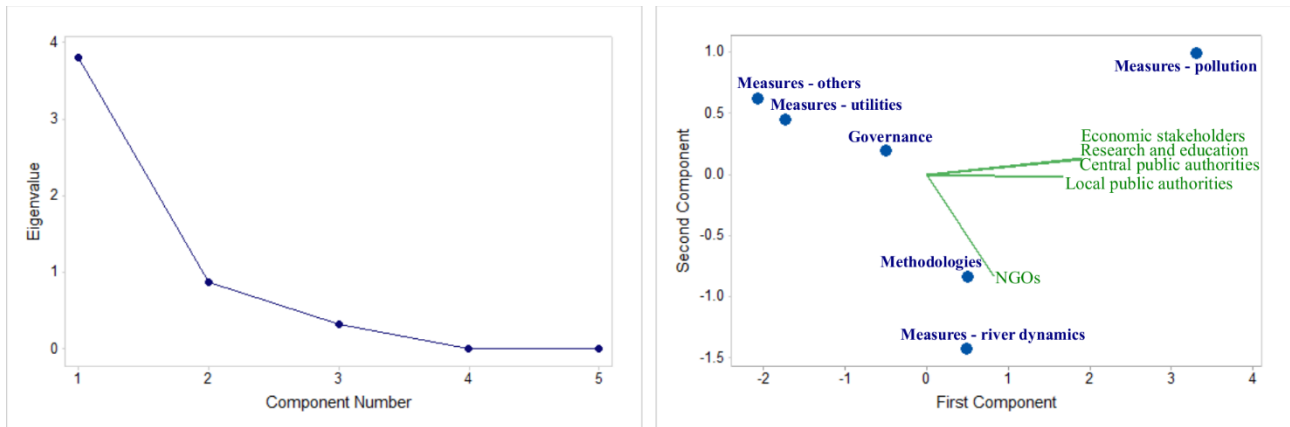 4
3
2
1
0
Eigenvalue
1
2
3
4
5
Component Number
1.0
0.5
0.0
-0.5
-1.0
-1.5
Second Component
Measures - pollution
Measures - others
Measures - utilities
Governance
Economic stakeholders
Research and education
Central public authorities
Local public authorities
Methodologies
NGOs
Measures - river dynamics
-2
-1
0
1
2
3
4
First Component